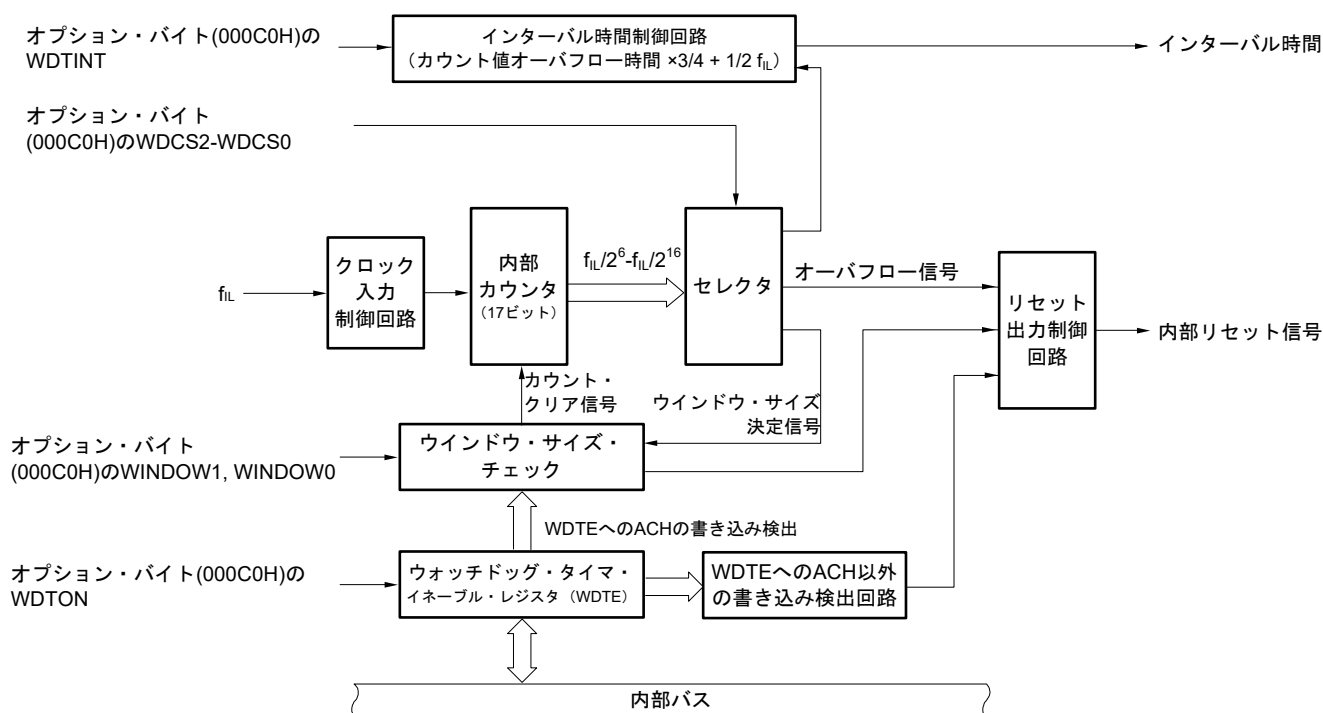 オプション・バイト(000C0H)の
WDTINT
インターバル時間制御回路
（カウント値オーバフロー時間 ×3/4 + 1/2 fIL）
インターバル時間
オプション・バイト
(000C0H)のWDCS2-WDCS0
fIL
クロック
入力
制御回路
内部
カウンタ
（17ビット）
fIL/2^6-fIL/2^16
セレクタ
オーバフロー信号
リセット
出力制御
回路
内部リセット信号
カウント・
クリア信号
ウインドウ・サイズ
決定信号
オプション・バイト
(000C0H)のWINDOW1, WINDOW0
ウインドウ・サイズ・
チェック
WDTEへのACHの書き込み検出
オプション・バイト(000C0H)の
WDTON
ウォッチドッグ・タイマ・
イネーブル・レジスタ（WDTE）
WDTEへのACH以外
の書き込み検出回路
内部バス